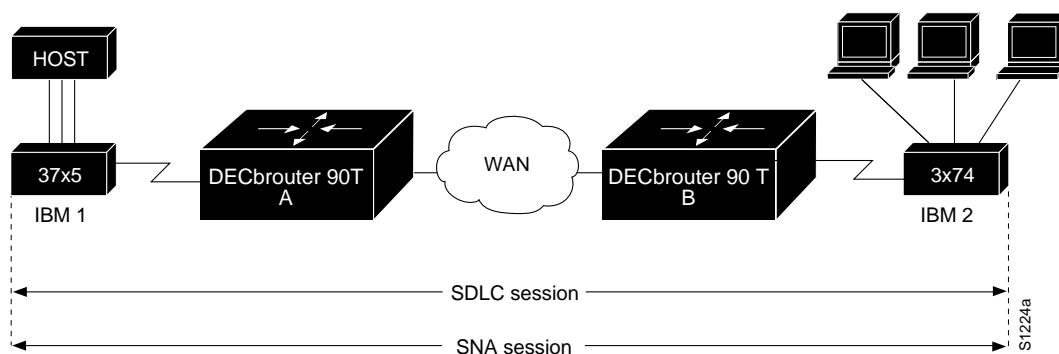 HOST
37x5
IBM 1
DECbrouter 90T
A
WAN
DECbrouter 90 T
B
3x74
IBM 2
SDLC session
SNA session
S1224a